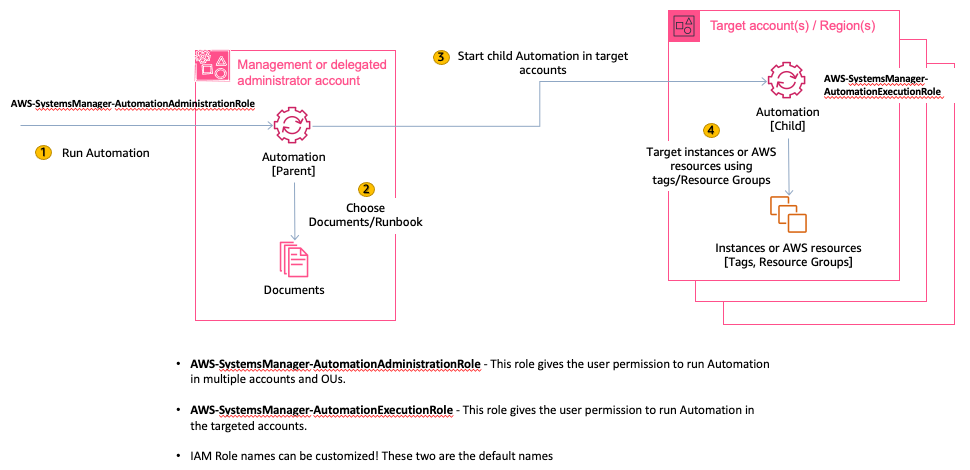 Target account(s) / Region(s)
3 Start child Automation in target
accounts
Management or delegated
administrator account
AWS-SystemsManager-
AutomationExecutionRole
AWS-SystemsManager-AutomationAdministrationRole
Automation
[Child]
1 Run Automation
Automation
[Parent]
4
Target instances or AWS
resources using
tags/Resource Groups
2
Choose
Documents/Runbook
Instances or AWS resources
[Tags, Resource Groups]
Documents
• AWS-SystemsManager-AutomationAdministrationRole - This role gives the user permission to run Automation
in multiple accounts and OUs.
• AWS-SystemsManager-AutomationExecutionRole - This role gives the user permission to run Automation in
the targeted accounts.
• IAM Role names can be customized! These two are the default names